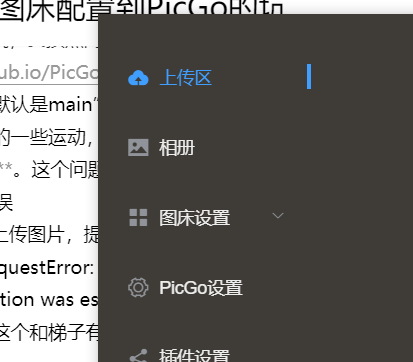 图床配置到PicGo的坑
ub.io/PicGo
默认是main"
的一些运动,
**。这个问题
误
上传图片，提
questError:
tion was es
这个和梯子有
上传区
相册
图床设置
PicGo设置
插件设置